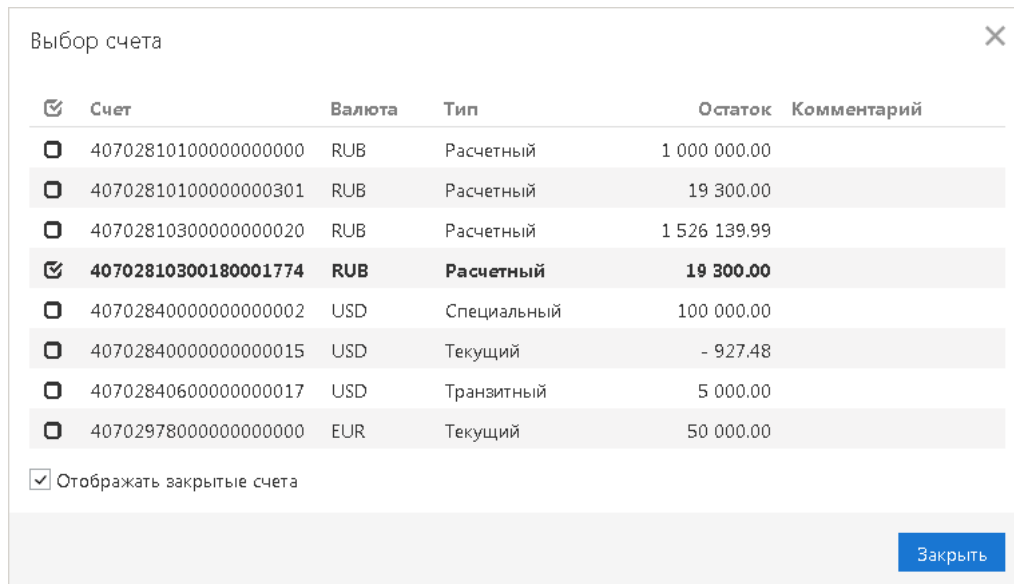 Выбор счета
Счет Валюта Тип Остаток Комментарий
40702810100000000000 RUB Расчетный 1 000 000.00
40702810100000000301 RUB Расчетный 19 300.00
40702810300000000020 RUB Расчетный 1 526 139.99
40702810300180001774 RUB Расчетный 19 300.00
40702840000000000002 USD Специальный 100 000.00
40702840000000000015 USD Текущий - 927.48
40702840600000000017 USD Транзитный 5 000.00
40702978000000000000 EUR Текущий 50 000.00
Отображать закрытые счета
Закрыть